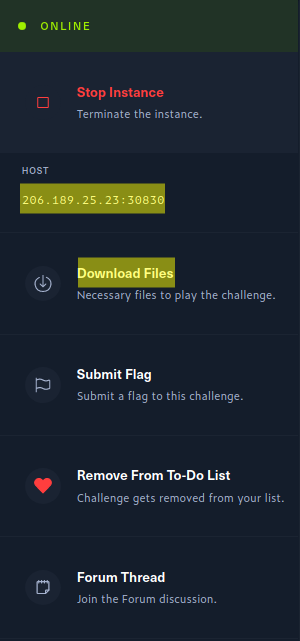 ONLINE
Stop Instance
Terminate the instance.
HOST
206.189.25.23:30830
Download Files
Necessary files to play the challenge.
Submit Flag
Submit a flag to this challenge.
Remove From To-Do List
Challenge gets removed from your list.
Forum Thread
Join the Forum discussion.